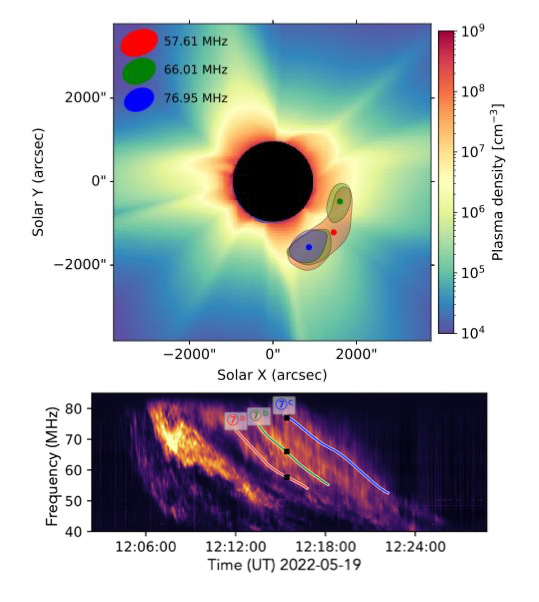 57.61 MHz
66.01 MHz
76.95 MHz
2000"
0"
−2000"
Solar Y (arcsec)
−2000" 0" 2000"
Solar X (arcsec)
10⁹
10⁸
10⁷
10⁶
10⁵
10⁴
Plasma density [cm⁻³]
⑦ᵃ ⑦ᵇ ⑦ᶜ
80
70
60
50
40
Frequency (MHz)
12:06:00 12:12:00 12:18:00 12:24:00
Time (UT) 2022-05-19